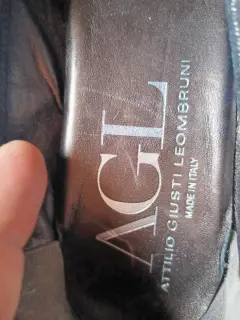 AGL
ATTILIO GIUSTI LEOMBRUNI
MADE IN ITALY